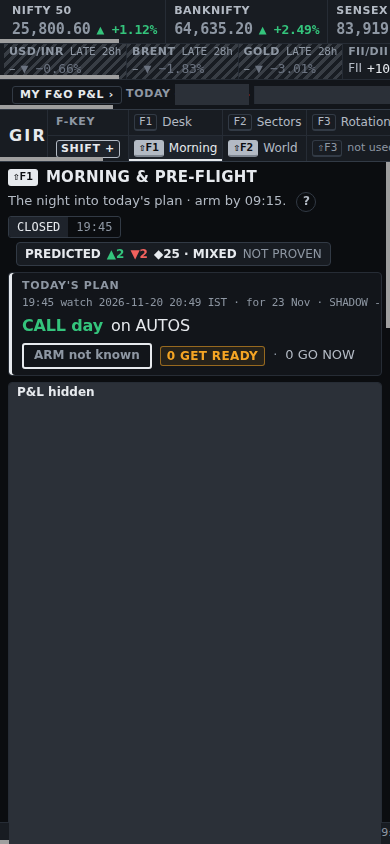 NIFTY 50 BANKNIFTY SENSEX
25,800.60 ▲ +1.12% 64,635.20 ▲ +2.49% 83,919
USD/INR LATE 28h BRENT LATE 28h GOLD LATE 28h FII/DII
– ▼ −0.66% – ▼ −1.83% – ▼ −3.01% FII +10
MY F&O P&L › TODAY
GIR F-KEY F1 Desk F2 Sectors F3 Rotation
SHIFT + ⇧F1 Morning ⇧F2 World ⇧F3 not used
⇧F1 MORNING & PRE-FLIGHT
The night into today's plan · arm by 09:15. ?
CLOSED 19:45
PREDICTED ▲2 ▼2 ◆25 · MIXED NOT PROVEN
TODAY'S PLAN
19:45 watch 2026-11-20 20:49 IST · for 23 Nov · SHADOW -
CALL day on AUTOS
ARM not known 0 GET READY · 0 GO NOW
P&L hidden